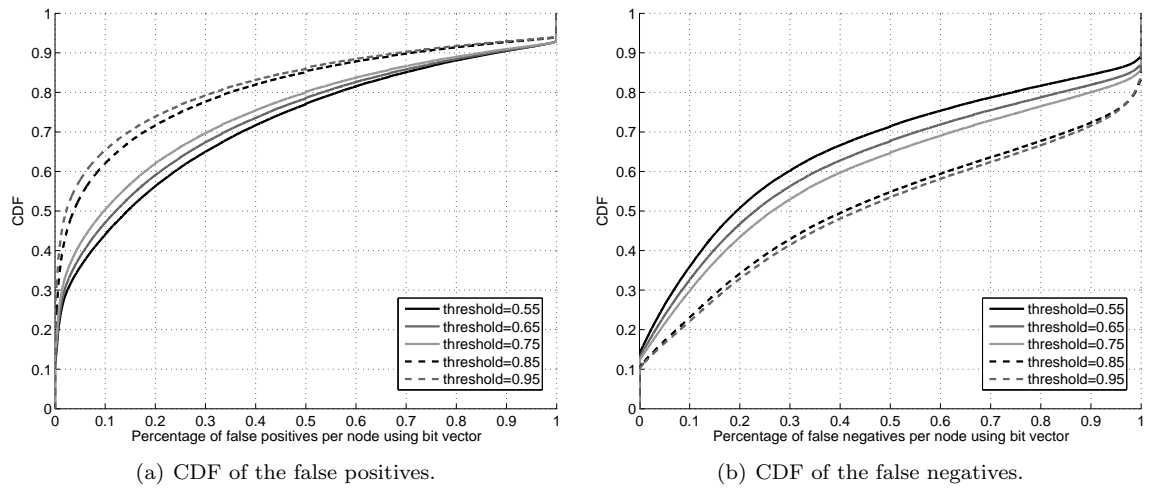 1
0.9
0.8
0.7
0.6
0.5
0.4
0.3
0.2
0.1
0
CDF
0 0.1 0.2 0.3 0.4 0.5 0.6 0.7 0.8 0.9 1
Percentage of false positives per node using bit vector
threshold=0.55
threshold=0.65
threshold=0.75
threshold=0.85
threshold=0.95
(a) CDF of the false positives.
1
0.9
0.8
0.7
0.6
0.5
0.4
0.3
0.2
0.1
0
CDF
0 0.1 0.2 0.3 0.4 0.5 0.6 0.7 0.8 0.9 1
Percentage of false negatives per node using bit vector
threshold=0.55
threshold=0.65
threshold=0.75
threshold=0.85
threshold=0.95
(b) CDF of the false negatives.